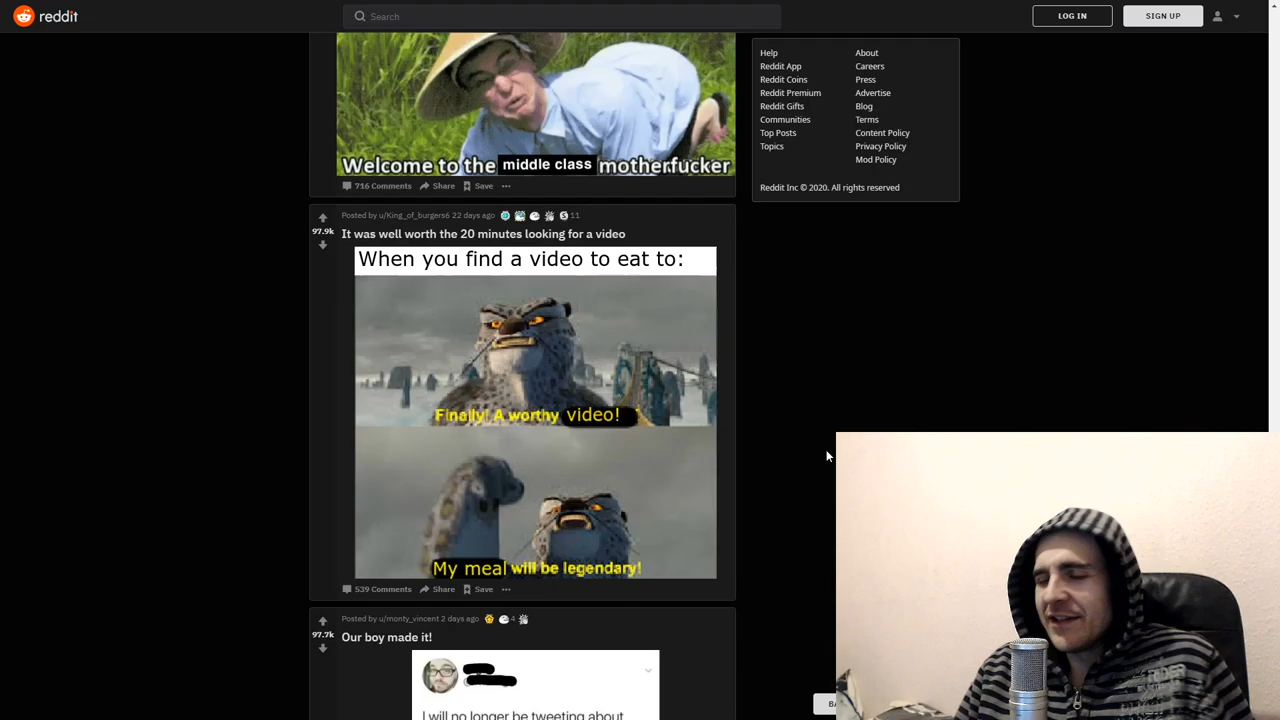 reddit
Search
LOG IN
SIGN UP
Welcome to the middle class motherfucker
716 Comments Share Save
Posted by u/King_of_burgers6 22 days ago 11
97.9k
It was well worth the 20 minutes looking for a video
When you find a video to eat to:
Finally! A worthy video!
My meal will be legendary!
539 Comments Share Save
Posted by u/monty_vincent 2 days ago 4
97.7k
Our boy made it!
I will no longer be tweeting about
Help About
Reddit App Careers
Reddit Coins Press
Reddit Premium Advertise
Reddit Gifts Blog
Communities Terms
Top Posts Content Policy
Topics Privacy Policy
Mod Policy
Reddit Inc © 2020. All rights reserved